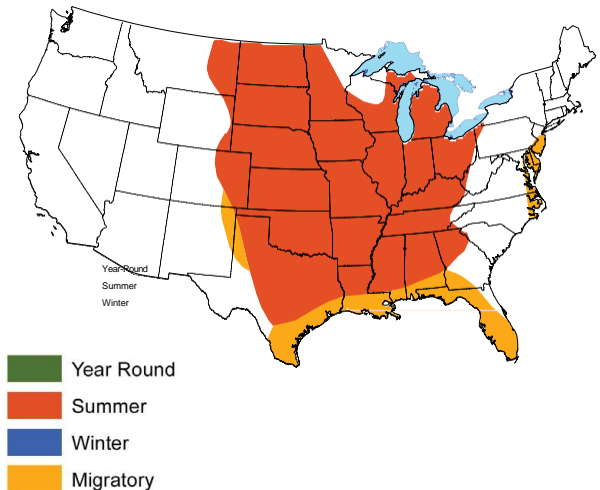 Year-Round
Summer
Winter
Year Round
Summer
Winter
Migratory